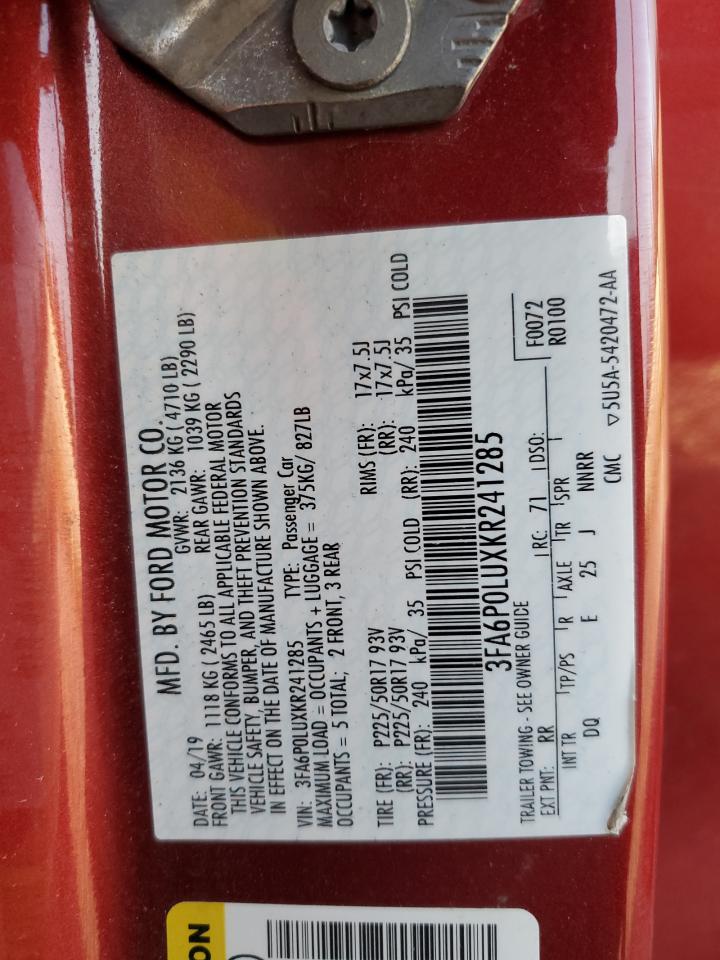 MFD. BY FORD MOTOR CO.
DATE: 04/19 GVWR: 2136 KG ( 4710 LB)
FRONT GAWR: 1118 KG ( 2465 LB) REAR GAWR: 1039 KG ( 2290 LB)
THIS VEHICLE CONFORMS TO ALL APPLICABLE FEDERAL MOTOR
VEHICLE SAFETY, BUMPER, AND THEFT PREVENTION STANDARDS
IN EFFECT ON THE DATE OF MANUFACTURE SHOWN ABOVE.
VIN: 3FA6P0LUXKR241285 TYPE: Passenger Car
MAXIMUM LOAD = OCCUPANTS + LUGGAGE = 375KG/ 827LB
OCCUPANTS = 5 TOTAL; 2 FRONT, 3 REAR
TIRE (FR): P225/50R17 93V RIMS (FR): 17x7.5J
(RR): P225/50R17 93V (RR): 17x7.5J
PRESSURE (FR): 240 kPa/ 35 PSI COLD (RR): 240 kPa/ 35 PSI COLD
3FA6P0LUXKR241285
TRAILER TOWING - SEE OWNER GUIDE
F0072
EXT PNT: RR RC: 71 DSO: R0100
INT TR TP/PS R AXLE TR SPR
DQ E 25 J NNRR
CMC ▽5U5A-5420472-AA
ON